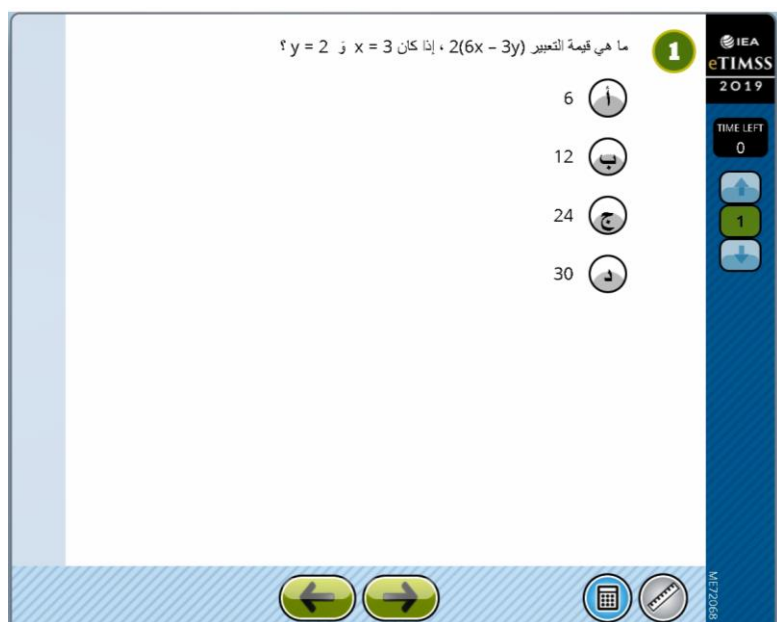 1
ما هي قيمة التعبير 2(6x – 3y) ، إذا كان x = 3 وَ y = 2 ؟
أ 6
ب 12
ج 24
د 30
IEA
eTIMSS
2019
TIME LEFT
0
1
ME72068